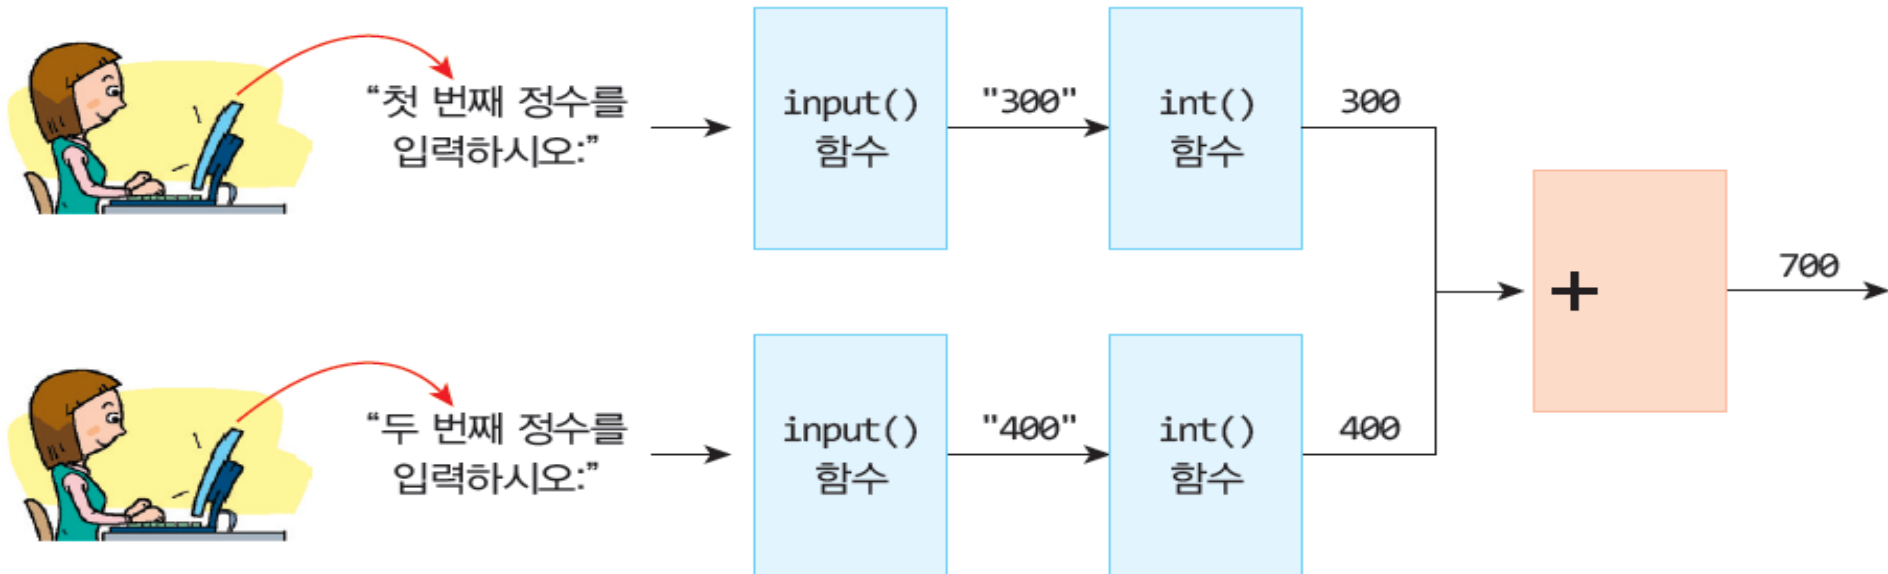 “첫 번째 정수를
입력하시오:”
input()
함수
"300"
int()
함수
300
“두 번째 정수를
입력하시오:”
input()
함수
"400"
int()
함수
400
+
700